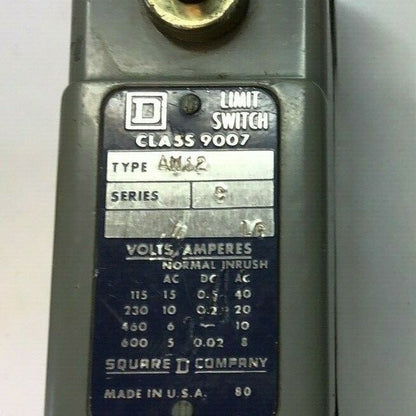 D LIMIT
SWITCH
CLASS 9007
TYPE AW12
SERIES C
VOLTS AMPERES
NORMAL INRUSH
AC DC AC
115 15 0.5 40
230 10 0.2 20
460 6 — 10
600 5 0.02 8
SQUARE D COMPANY
MADE IN U.S.A. 80